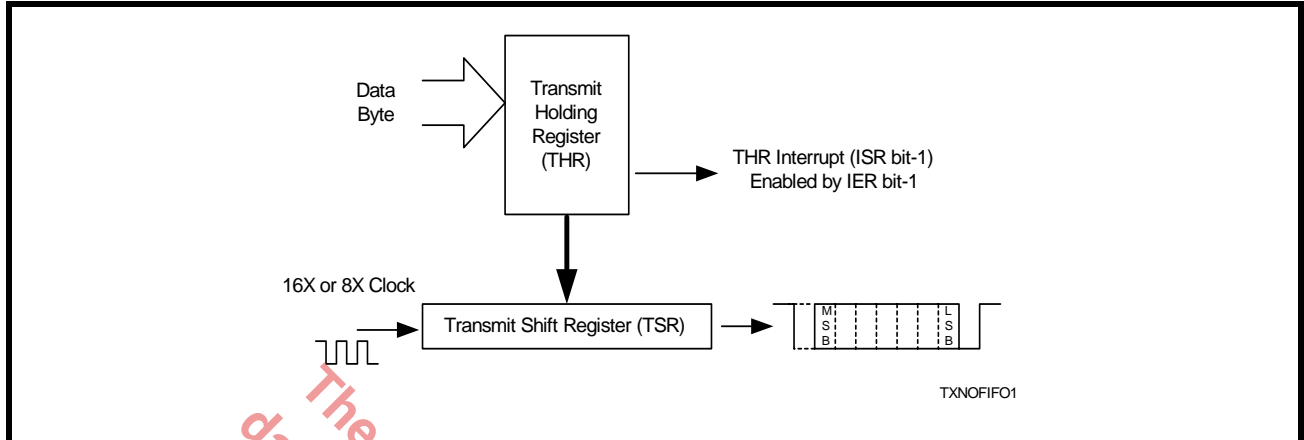 Data
Byte
Transmit
Holding
Register
(THR)
THR Interrupt (ISR bit-1)
Enabled by IER bit-1
16X or 8X Clock
Transmit Shift Register (TSR)
M
S
B
L
S
B
TXNOFIFO1
The